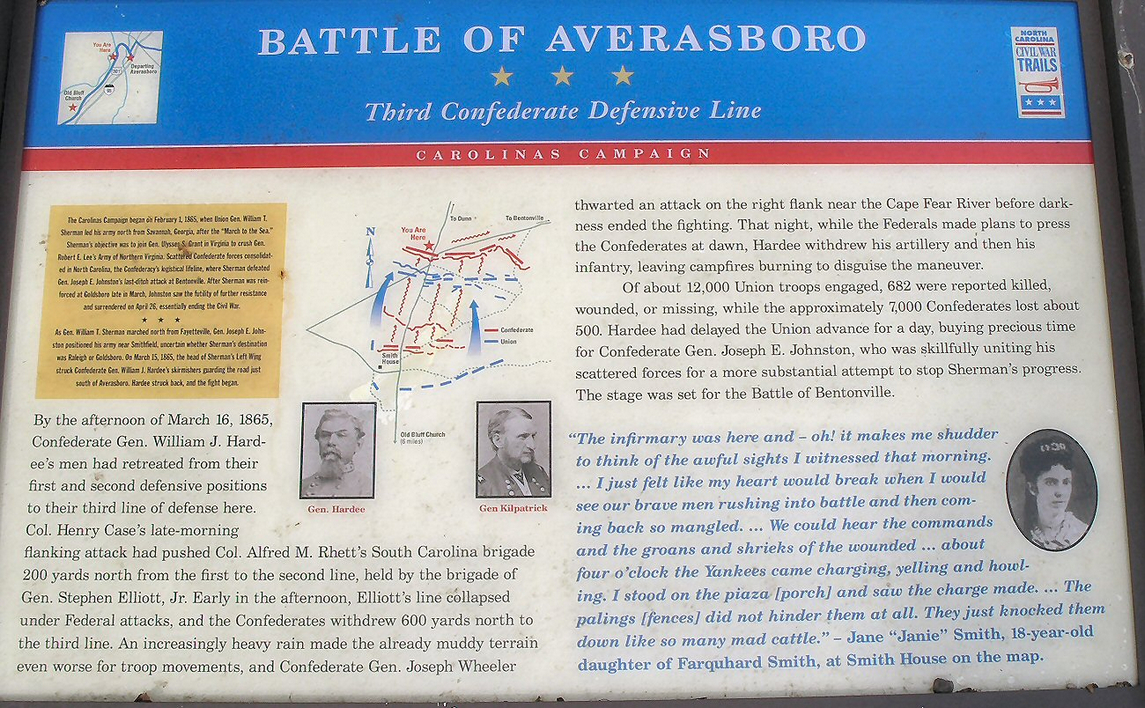 BATTLE OF AVERASBORO
Third Confederate Defensive Line
CAROLINAS CAMPAIGN
You Are
Here
Departing
Averasboro
Old Bluff
Church
NORTH
CAROLINA
CIVIL WAR
TRAILS
The Carolinas Campaign began on February 1, 1865, when Union Gen. William T.
Sherman led his army north from Savannah, Georgia, after the "March to the Sea."
Sherman's objective was to join Gen. Ulysses S. Grant in Virginia to crush Gen.
Robert E. Lee's Army of Northern Virginia. Scattered Confederate forces consolidat-
ed in North Carolina, the Confederacy's logistical lifeline, where Sherman defeated
Gen. Joseph E. Johnston's last-ditch attack at Bentonville. After Sherman was rein-
forced at Goldsboro late in March, Johnston saw the futility of further resistance
and surrendered on April 26, essentially ending the Civil War.
As Gen. William T. Sherman marched north from Fayetteville, Gen. Joseph E. John-
ston positioned his army near Smithfield, uncertain whether Sherman's destination
was Raleigh or Goldsboro. On March 15, 1865, the head of Sherman's Left Wing
struck Confederate Gen. William J. Hardee's skirmishers guarding the road just
south of Averasboro. Hardee struck back, and the fight began.
By the afternoon of March 16, 1865,
Confederate Gen. William J. Hard-
ee's men had retreated from their
first and second defensive positions
to their third line of defense here.
Col. Henry Case's late-morning
flanking attack had pushed Col. Alfred M. Rhett's South Carolina brigade
200 yards north from the first to the second line, held by the brigade of
Gen. Stephen Elliott, Jr. Early in the afternoon, Elliott's line collapsed
under Federal attacks, and the Confederates withdrew 600 yards north to
the third line. An increasingly heavy rain made the already muddy terrain
even worse for troop movements, and Confederate Gen. Joseph Wheeler
To Dunn
To Bentonville
You Are
Here
N
Confederate
Union
Smith
House
Old Bluff Church
(6 miles)
Gen. Hardee
Gen Kilpatrick
thwarted an attack on the right flank near the Cape Fear River before dark-
ness ended the fighting. That night, while the Federals made plans to press
the Confederates at dawn, Hardee withdrew his artillery and then his
infantry, leaving campfires burning to disguise the maneuver.
Of about 12,000 Union troops engaged, 682 were reported killed,
wounded, or missing, while the approximately 7,000 Confederates lost about
500. Hardee had delayed the Union advance for a day, buying precious time
for Confederate Gen. Joseph E. Johnston, who was skillfully uniting his
scattered forces for a more substantial attempt to stop Sherman's progress.
The stage was set for the Battle of Bentonville.
"The infirmary was here and – oh! it makes me shudder
to think of the awful sights I witnessed that morning.
... I just felt like my heart would break when I would
see our brave men rushing into battle and then com-
ing back so mangled. ... We could hear the commands
and the groans and shrieks of the wounded ... about
four o'clock the Yankees came charging, yelling and howl-
ing. I stood on the piaza [porch] and saw the charge made. ... The
palings [fences] did not hinder them at all. They just knocked them
down like so many mad cattle." – Jane "Janie" Smith, 18-year-old
daughter of Farquhard Smith, at Smith House on the map.